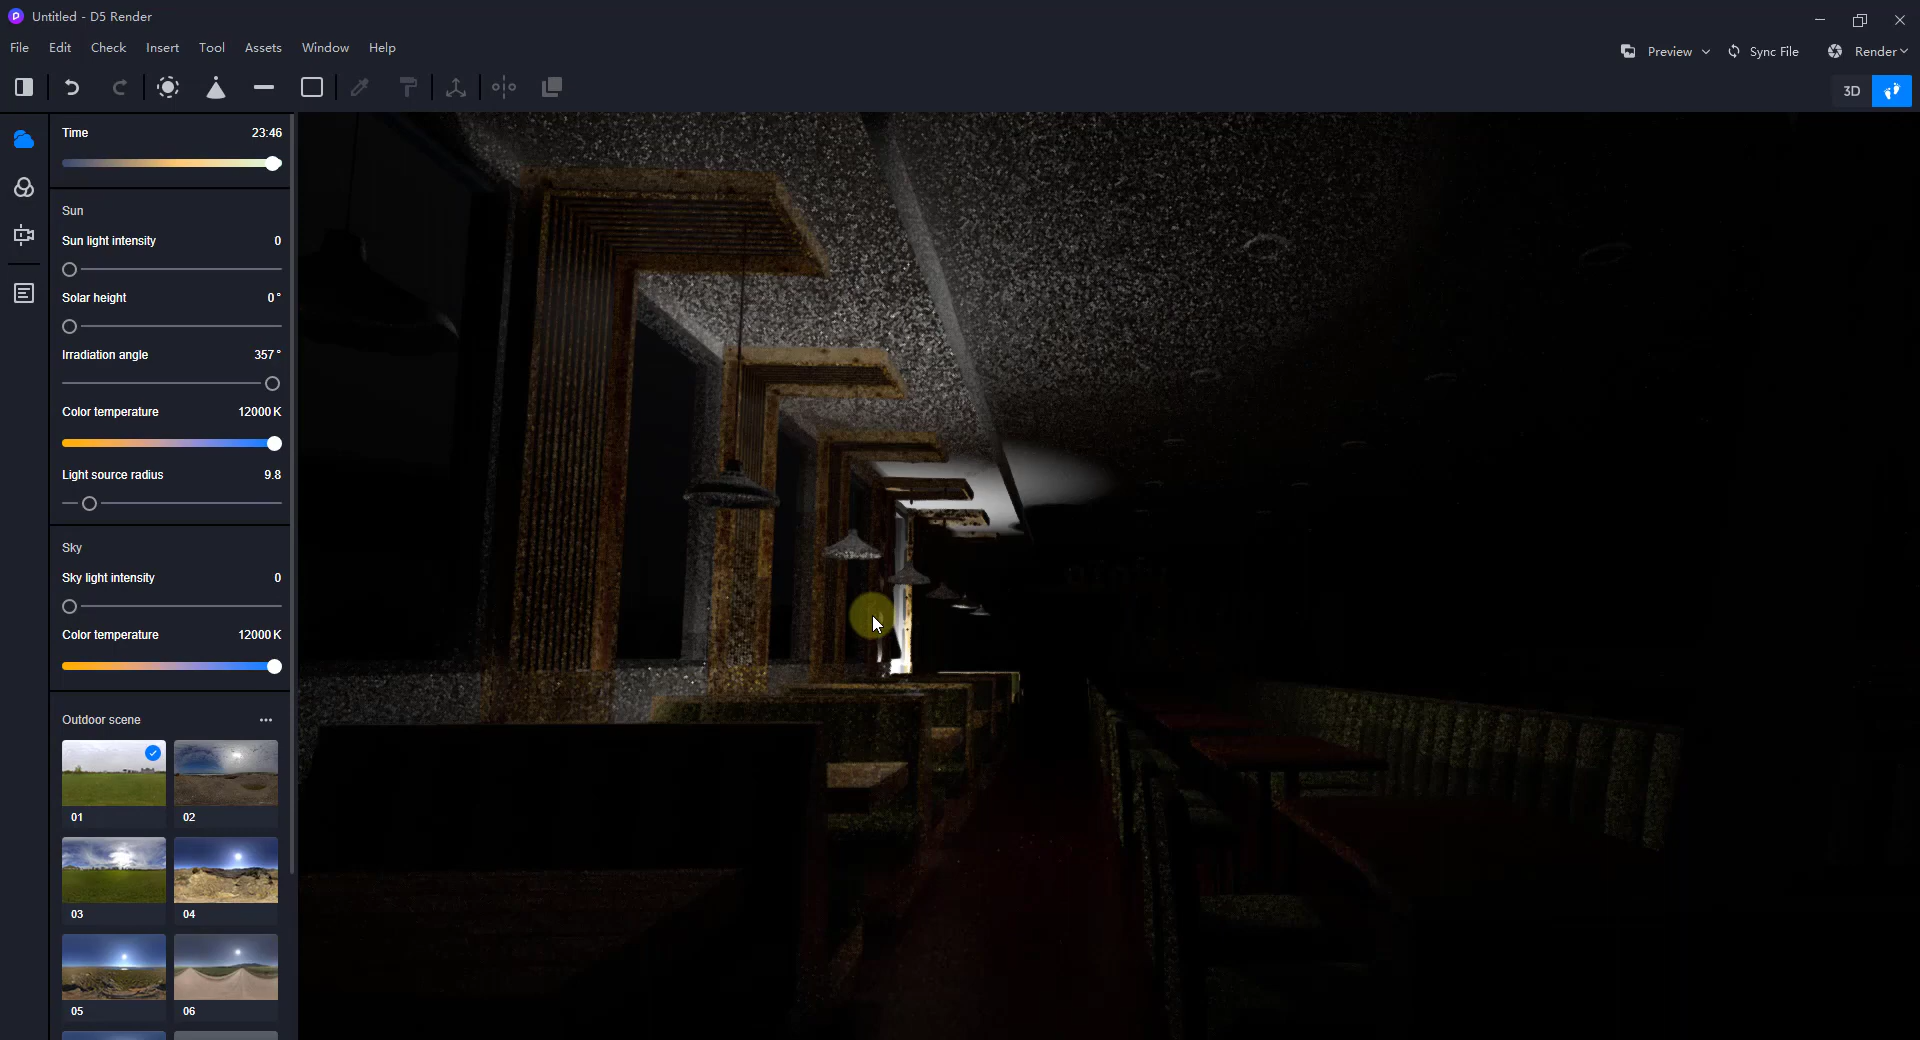 Untitled - D5 Render
File Edit Check Insert Tool Assets Window Help
Preview Sync File Render
3D
Time 23:46
Sun
Sun light intensity 0
Solar height 0°
Irradiation angle 357°
Color temperature 12000 K
Light source radius 9.8
Sky
Sky light intensity 0
Color temperature 12000 K
Outdoor scene
01 02
03 04
05 06